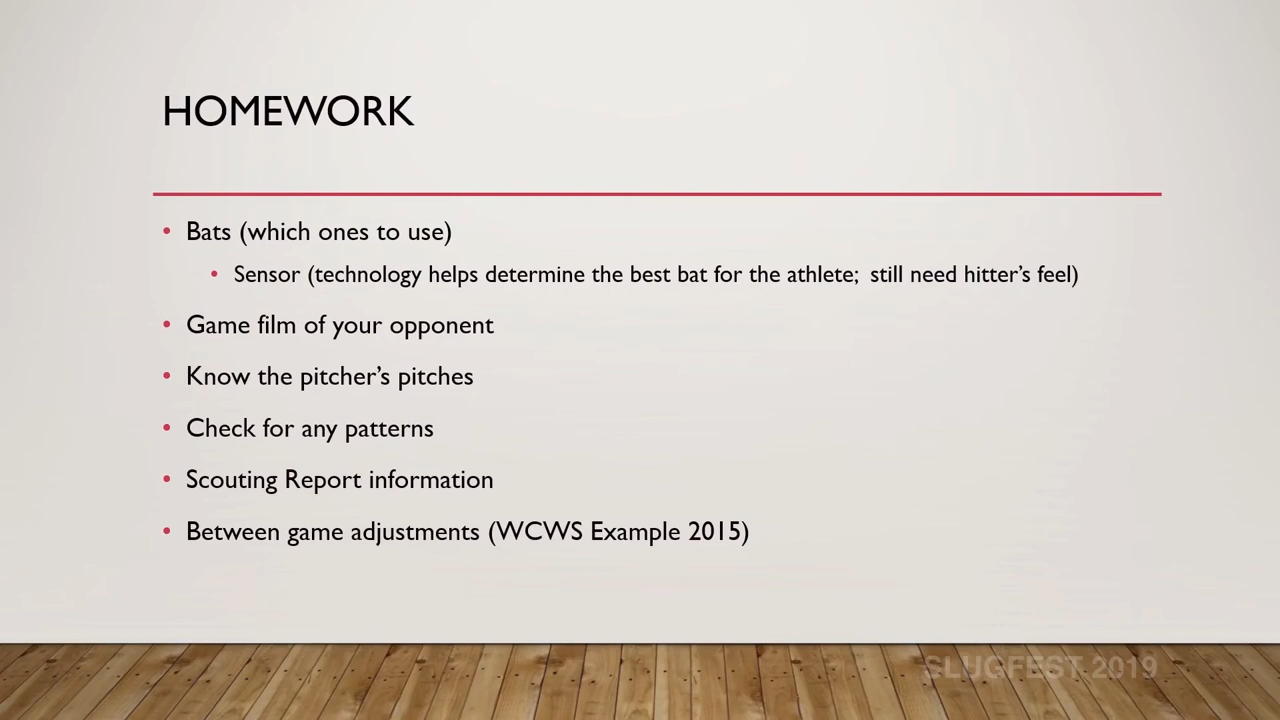 HOMEWORK
• Bats (which ones to use)
• Sensor (technology helps determine the best bat for the athlete;  still need hitter’s feel)
• Game film of your opponent
• Know the pitcher’s pitches
• Check for any patterns
• Scouting Report information
• Between game adjustments (WCWS Example 2015)
SLUGFEST 2019